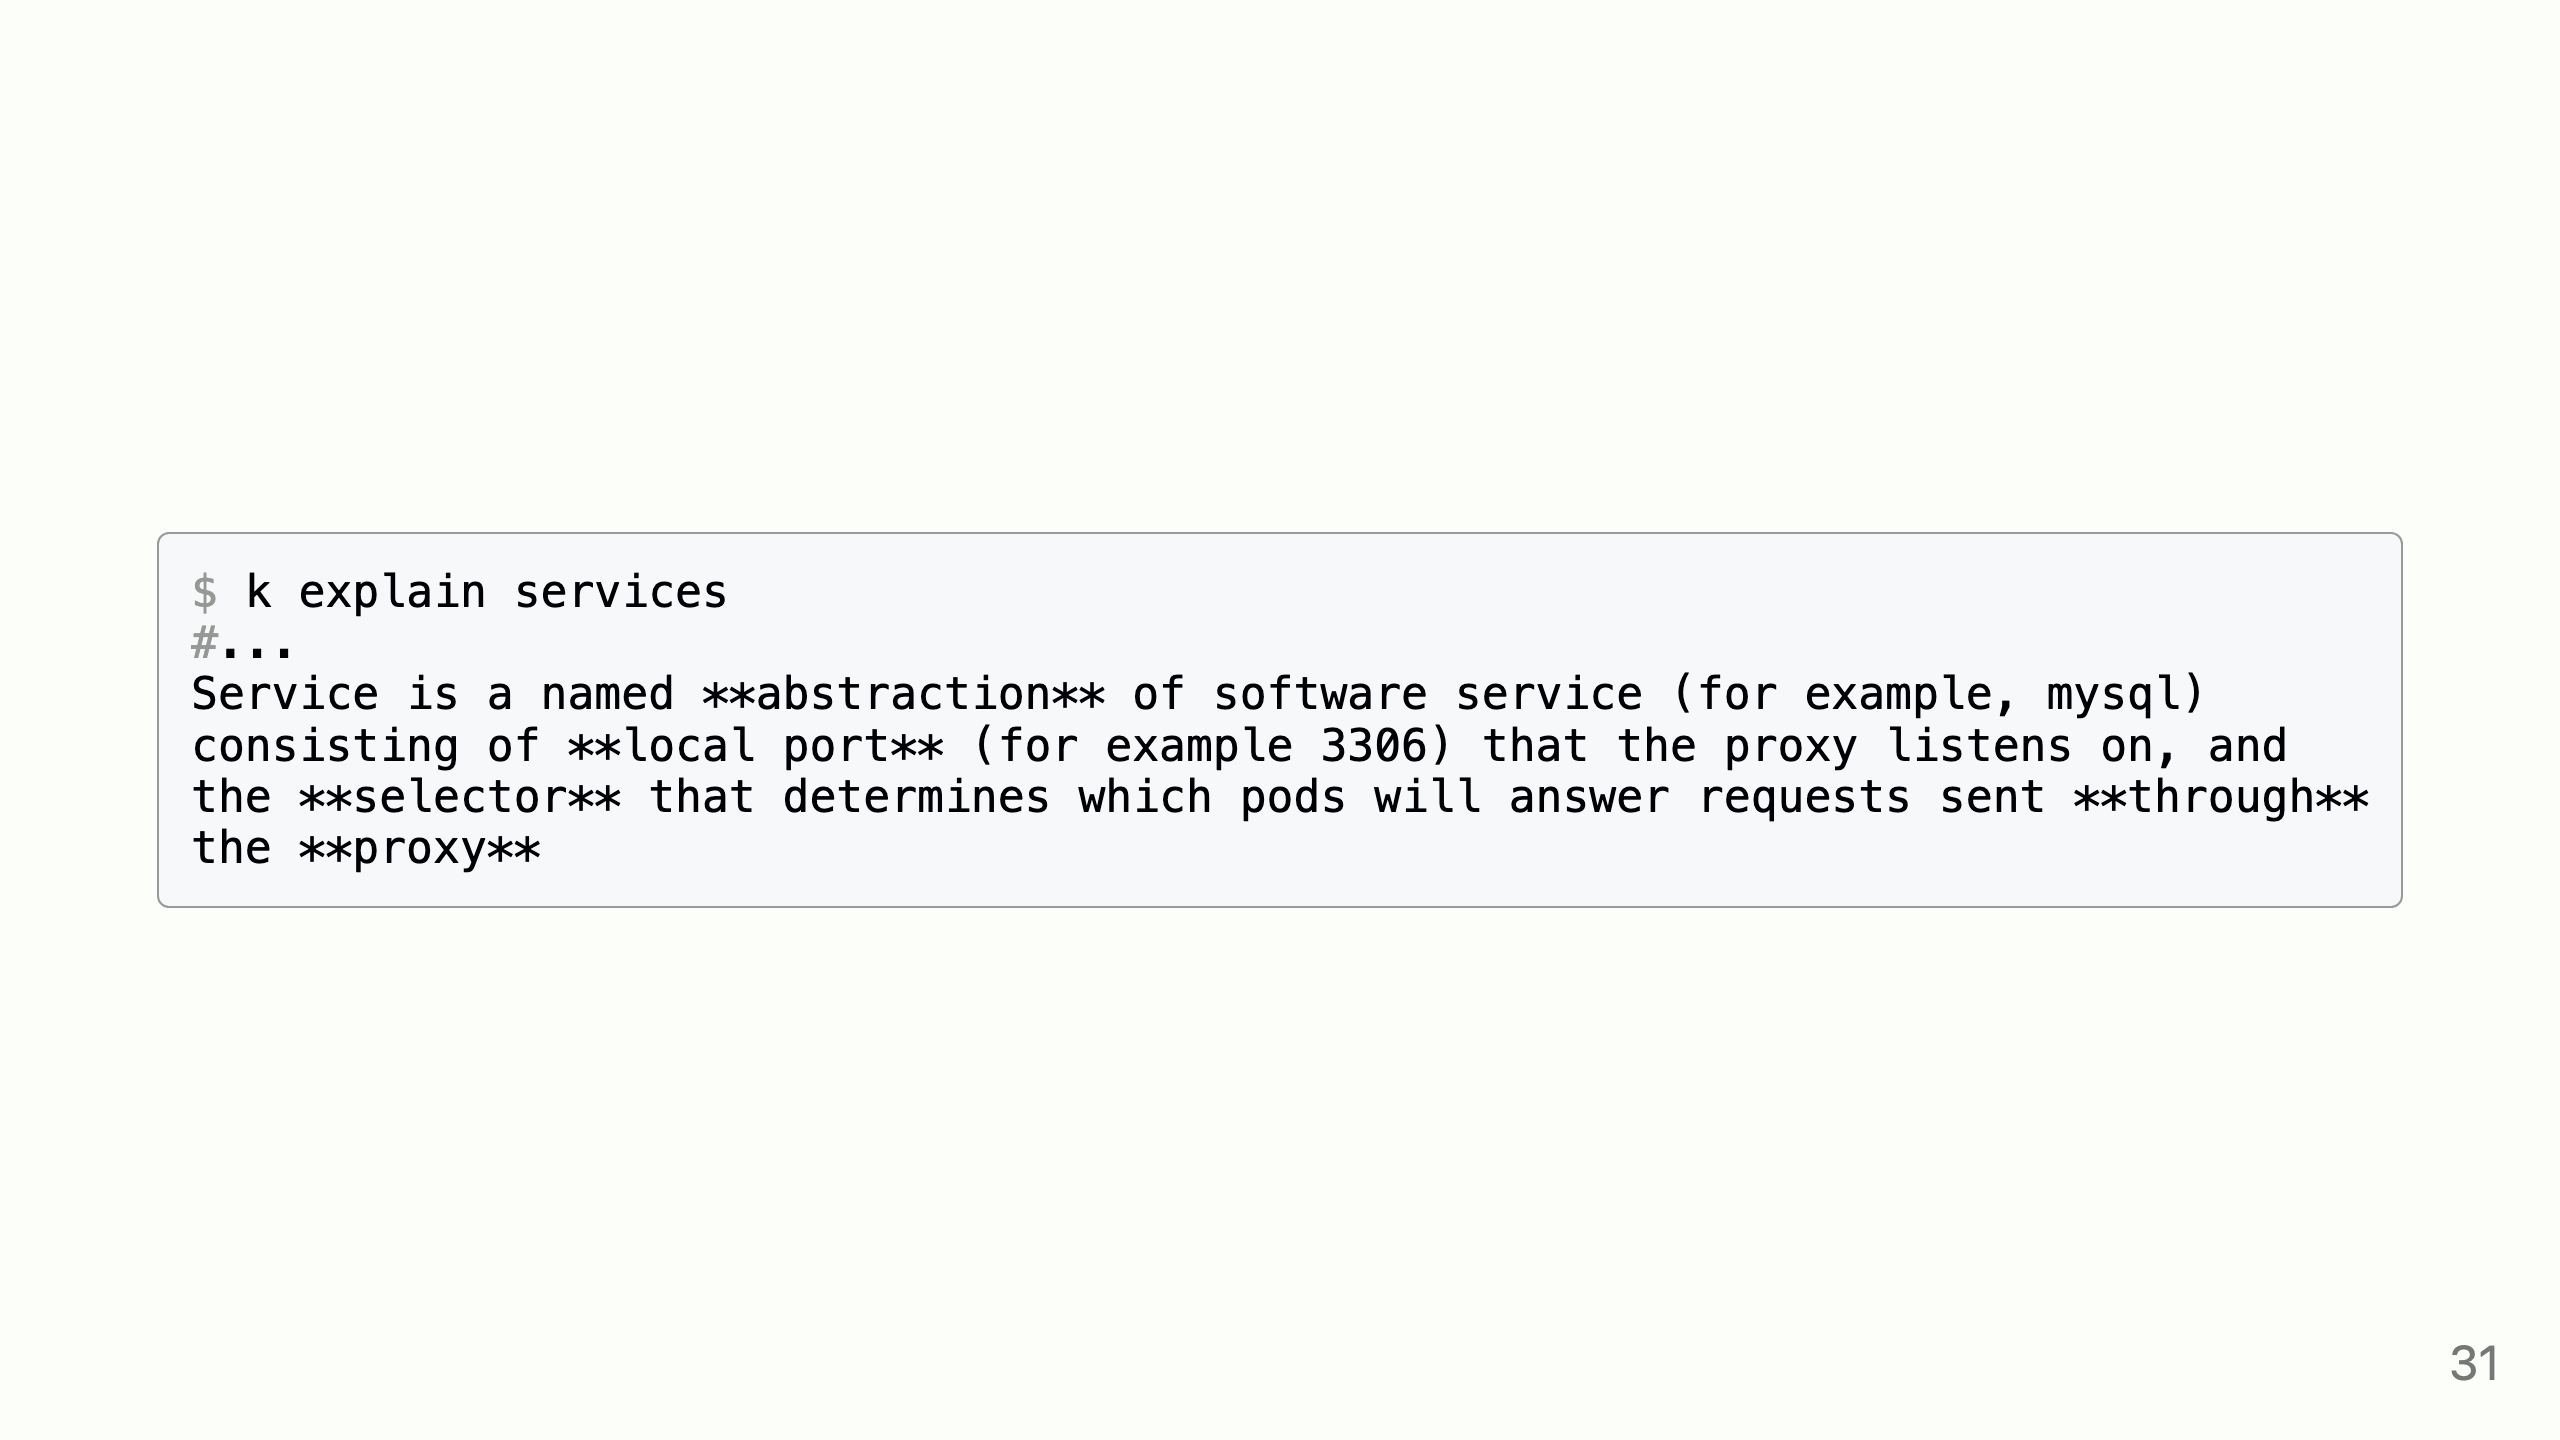 $ k explain services
#...
Service is a named **abstraction** of software service (for example, mysql)
consisting of **local port** (for example 3306) that the proxy listens on, and
the **selector** that determines which pods will answer requests sent **through**
the **proxy**
31